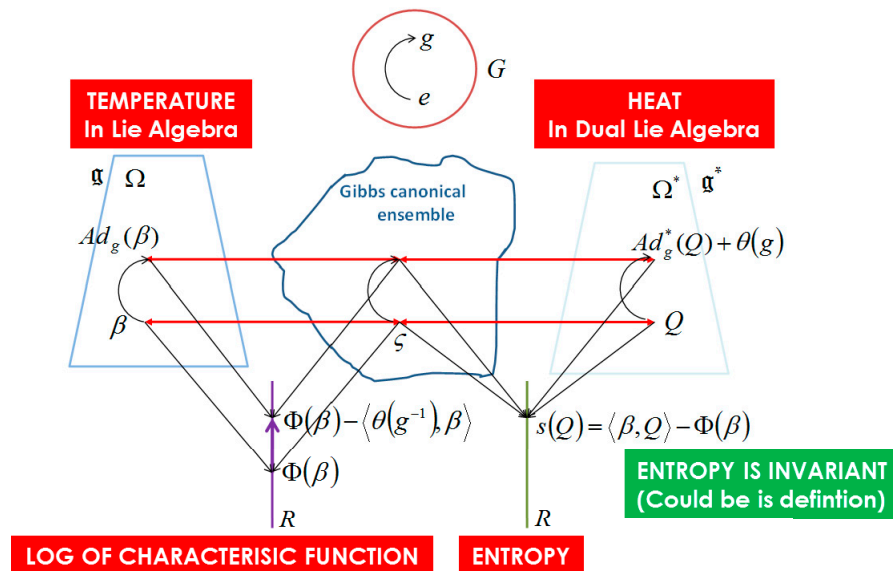 g
G
e
TEMPERATURE
In Lie Algebra
HEAT
In Dual Lie Algebra
𝔤 Ω
Gibbs canonical
ensemble
Ω* 𝔤*
Ad_g(β)
Ad*_g(Q) + θ(g)
β
ς
Q
Φ(β) − ⟨θ(g⁻¹), β⟩
s(Q) = ⟨β, Q⟩ − Φ(β)
Φ(β)
ENTROPY IS INVARIANT
(Could be is defintion)
R
R
LOG OF CHARACTERISIC FUNCTION
ENTROPY